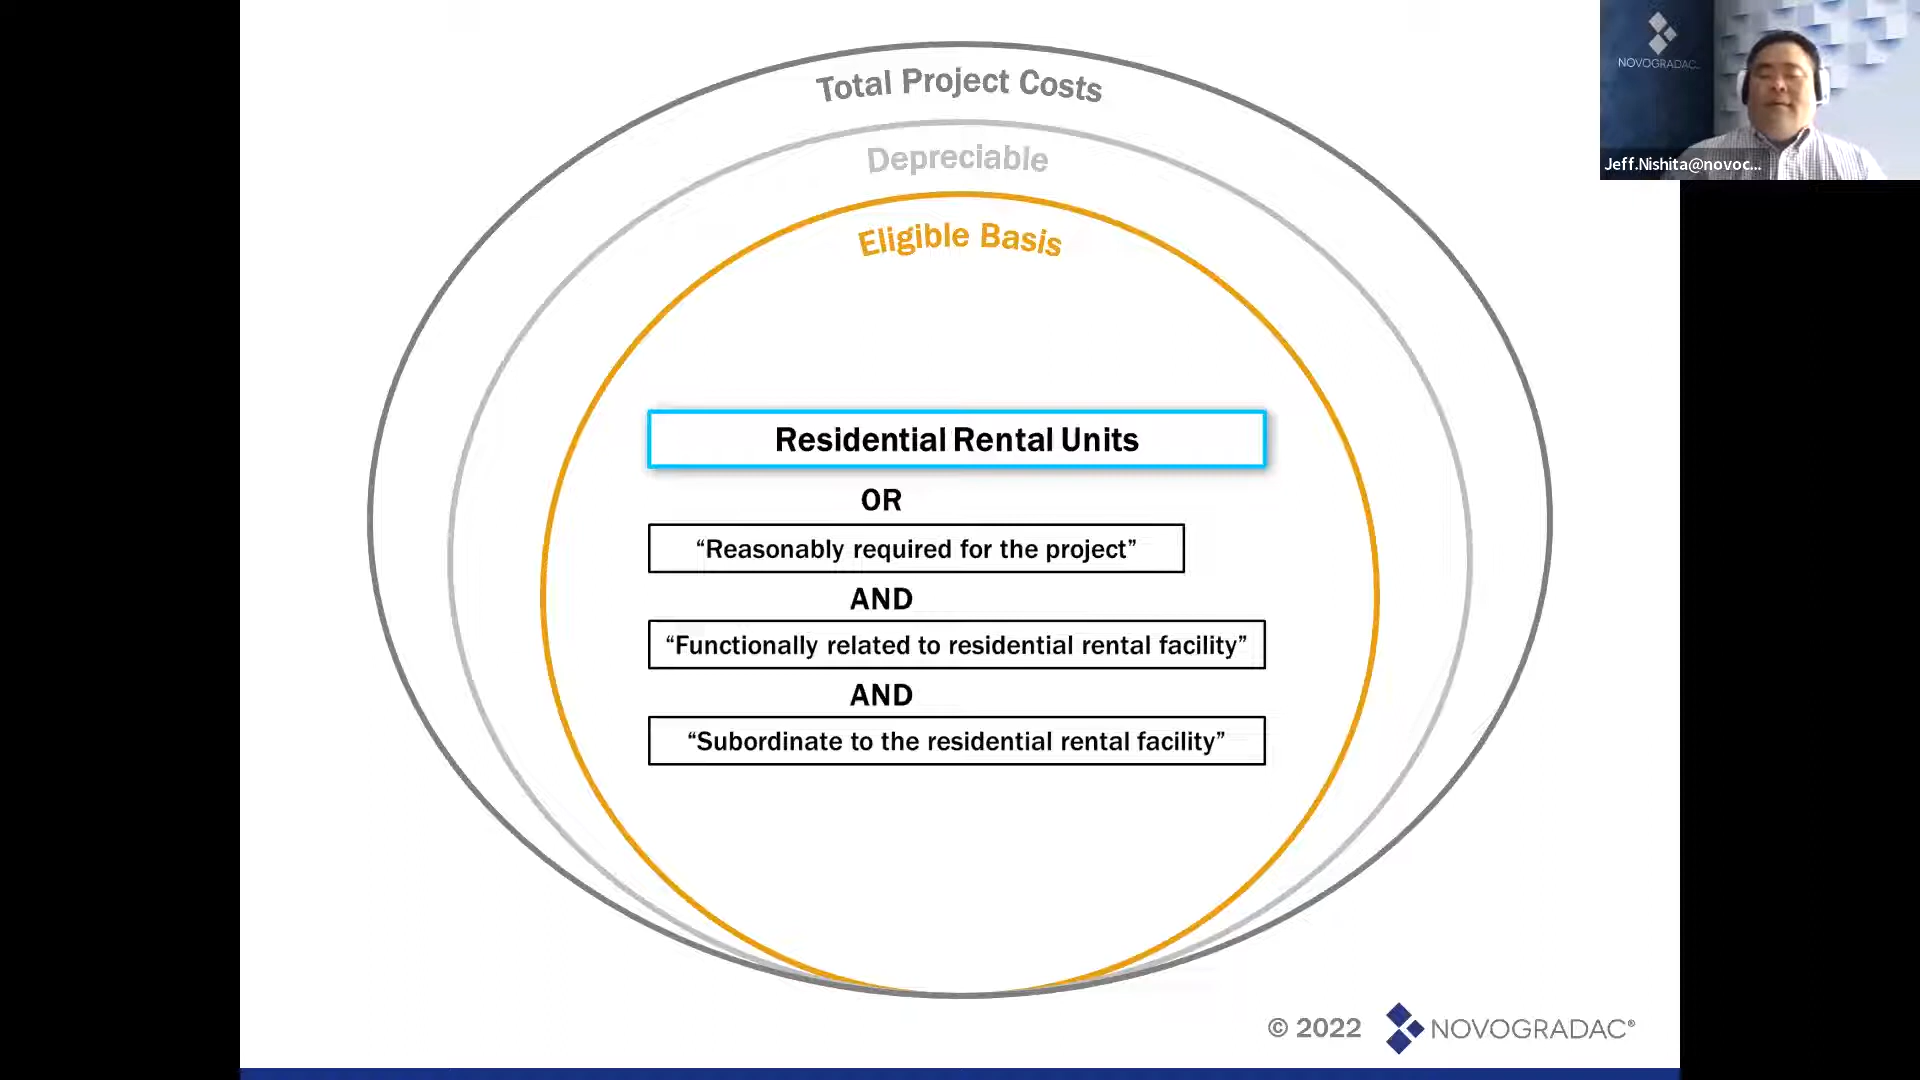 Total Project Costs
Depreciable
Eligible Basis
Residential Rental Units
OR
“Reasonably required for the project”
AND
“Functionally related to residential rental facility”
AND
“Subordinate to the residential rental facility”
© 2022 NOVOGRADAC®
NOVOGRADAC
Jeff.Nishita@novoc...